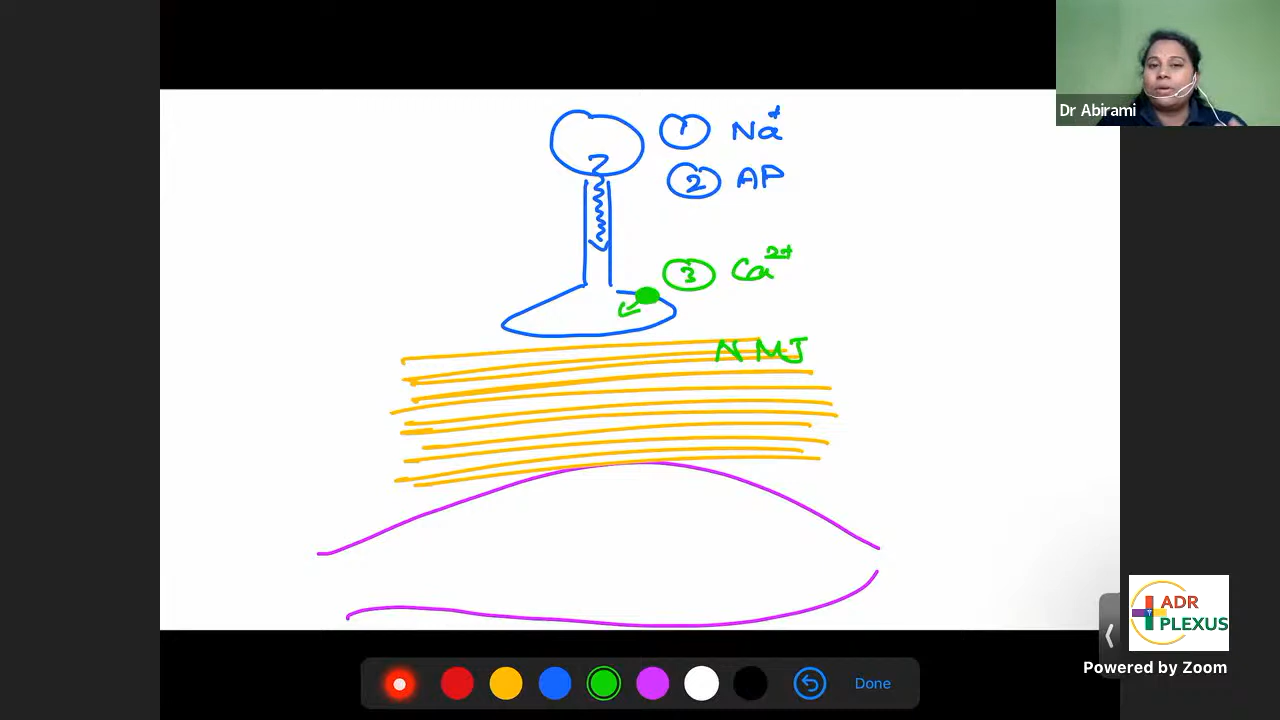 Dr Abirami
1 Na+
2 AP
3 Ca2+
NMJ
ADR
PLEXUS
Powered by Zoom
Done